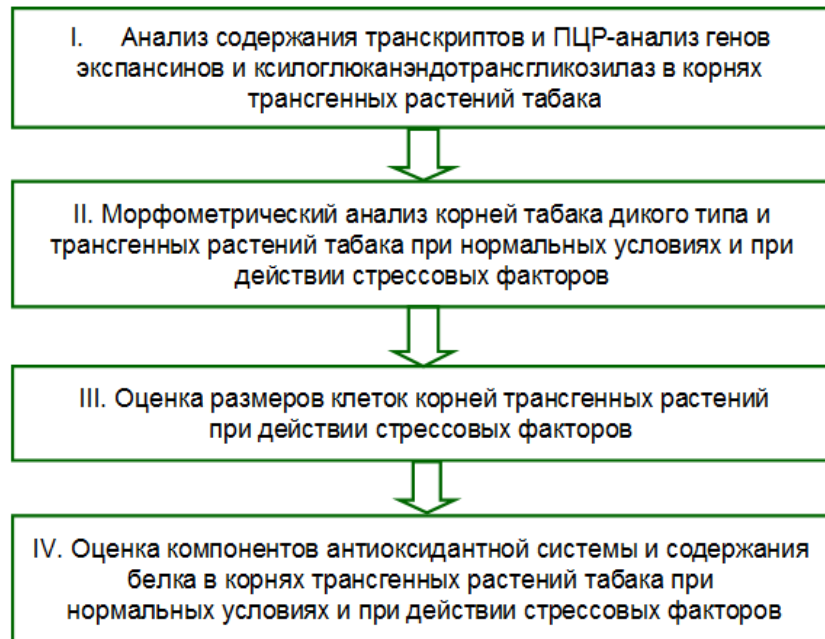 I. Анализ содержания транскриптов и ПЦР-анализ генов
экспансинов и ксилоглюканэндотрансгликозилаз в корнях
трансгенных растений табака
II. Морфометрический анализ корней табака дикого типа и
трансгенных растений табака при нормальных условиях и при
действии стрессовых факторов
III. Оценка размеров клеток корней трансгенных растений
при действии стрессовых факторов
IV. Оценка компонентов антиоксидантной системы и содержания
белка в корнях трансгенных растений табака при
нормальных условиях и при действии стрессовых факторов